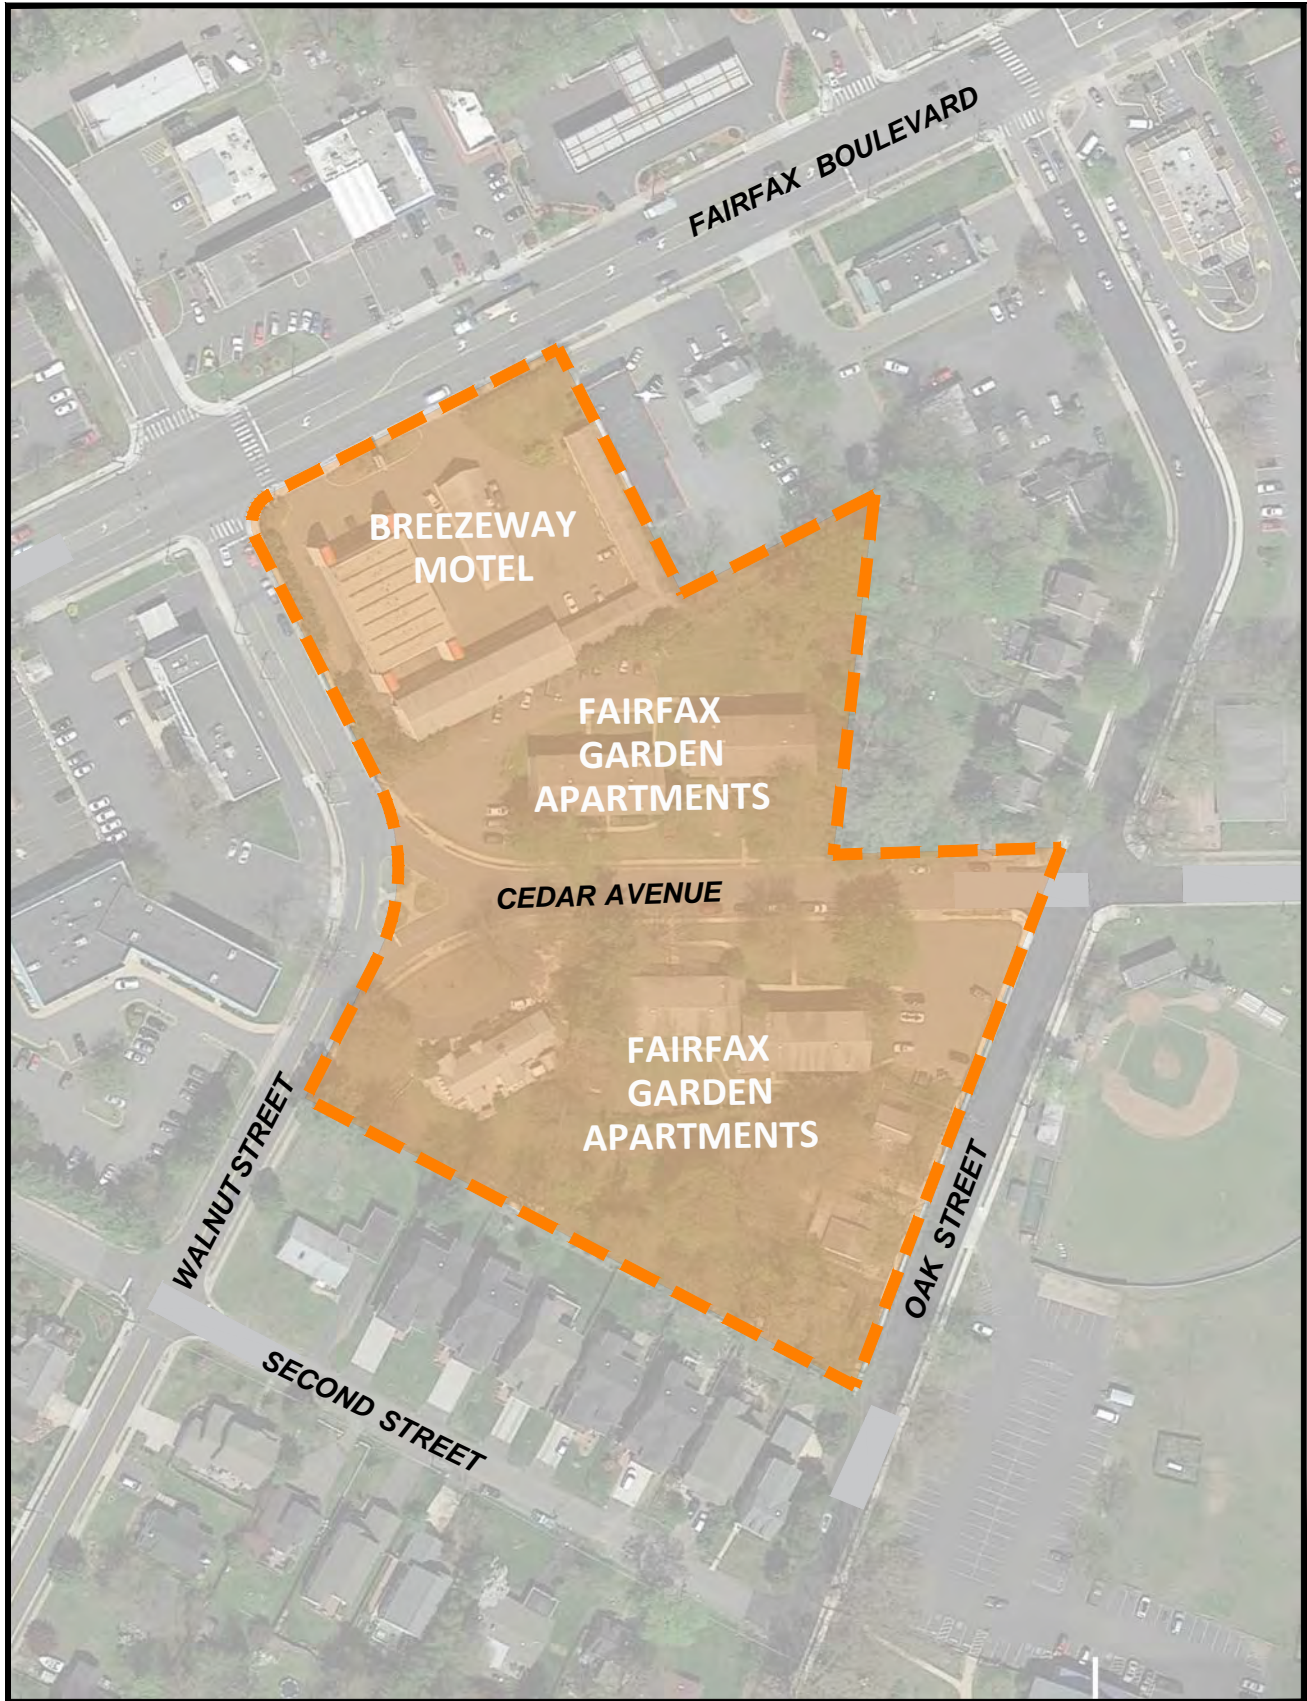 FAIRFAX BOULEVARD
BREEZEWAY
MOTEL
FAIRFAX
GARDEN
APARTMENTS
CEDAR AVENUE
FAIRFAX
GARDEN
APARTMENTS
WALNUT STREET
OAK STREET
SECOND STREET